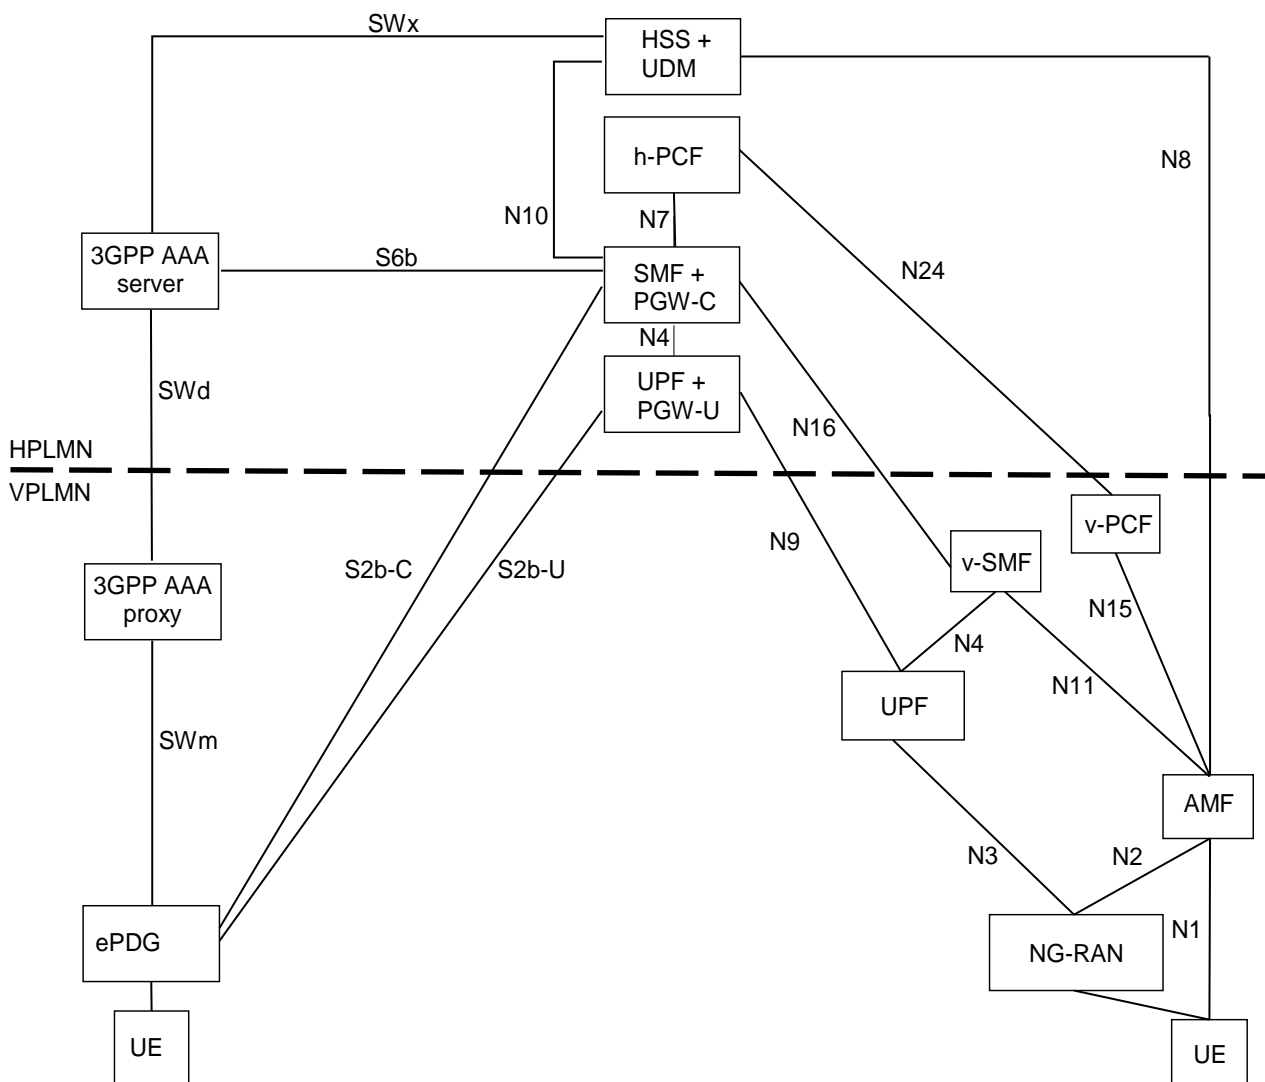 SWx
HSS +
UDM
h-PCF
N8
N10
N7
3GPP AAA
server
S6b
SMF +
PGW-C
N24
N4
SWd
UPF +
PGW-U
N16
HPLMN
VPLMN
v-PCF
N9
v-SMF
S2b-C
S2b-U
3GPP AAA
proxy
N15
N4
N11
UPF
SWm
AMF
N3
N2
ePDG
N1
NG-RAN
UE
UE